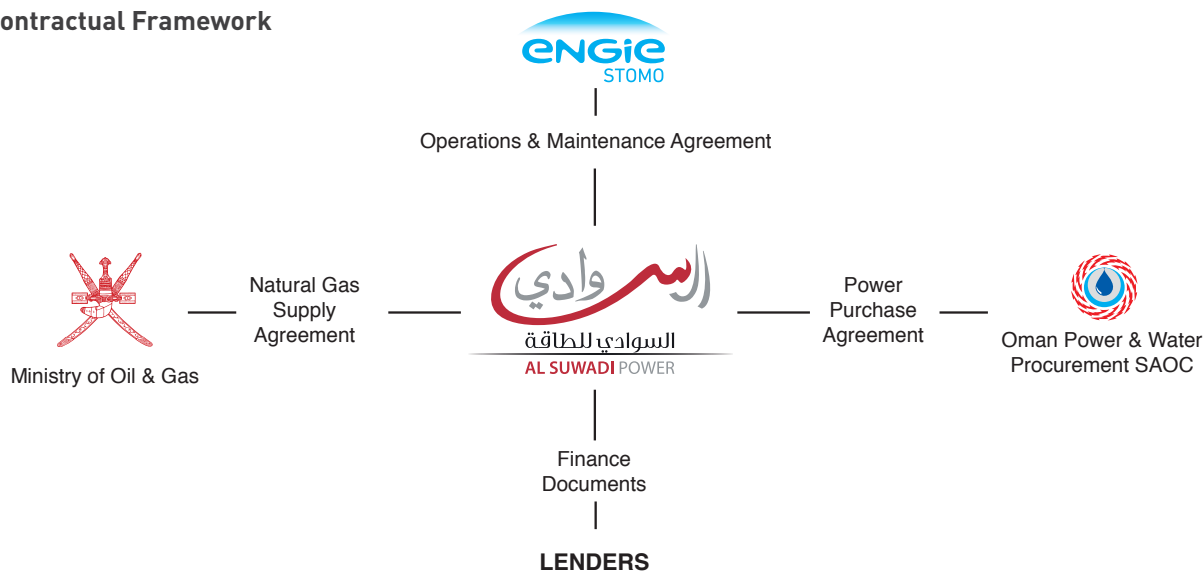 ontractual Framework
ENGIE
STOMO
Operations & Maintenance Agreement
السوادي
السوادي للطاقة
AL SUWADI POWER
Natural Gas
Supply
Agreement
Ministry of Oil & Gas
Power
Purchase
Agreement
Oman Power & Water
Procurement SAOC
Finance
Documents
LENDERS